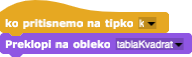 ko pritisnemo na tipko k
Preklopi na obleko tablaKvadrat